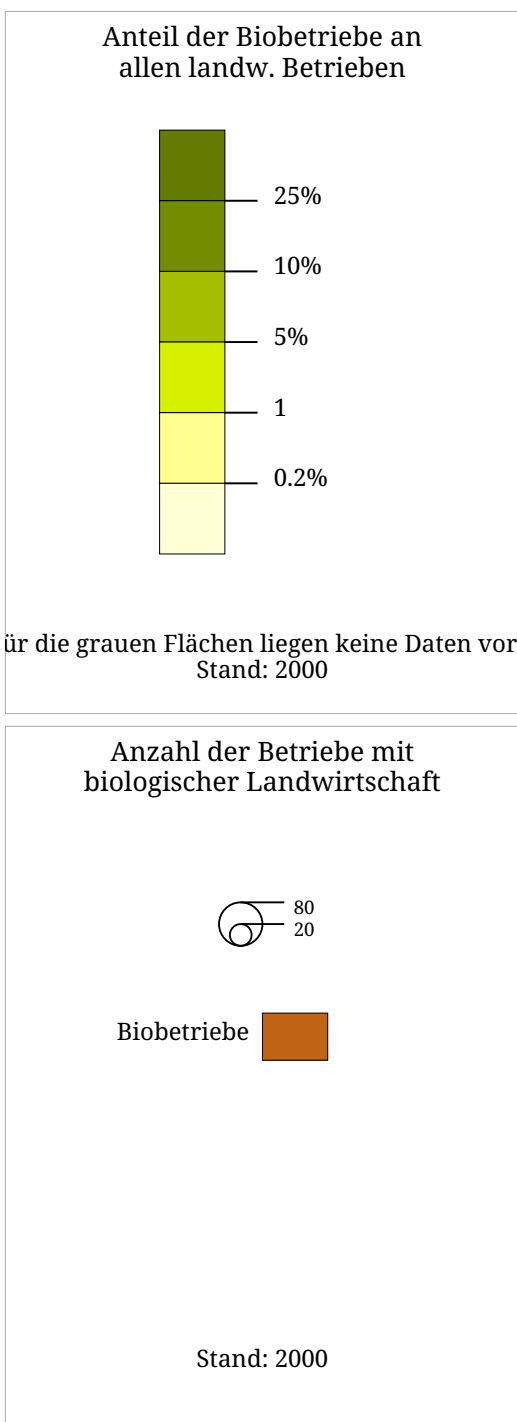 Anteil der Biobetriebe an
allen landw. Betrieben
25%
10%
5%
1
0.2%
ür die grauen Flächen liegen keine Daten vor
Stand: 2000
Anzahl der Betriebe mit
biologischer Landwirtschaft
80
20
Biobetriebe
Stand: 2000